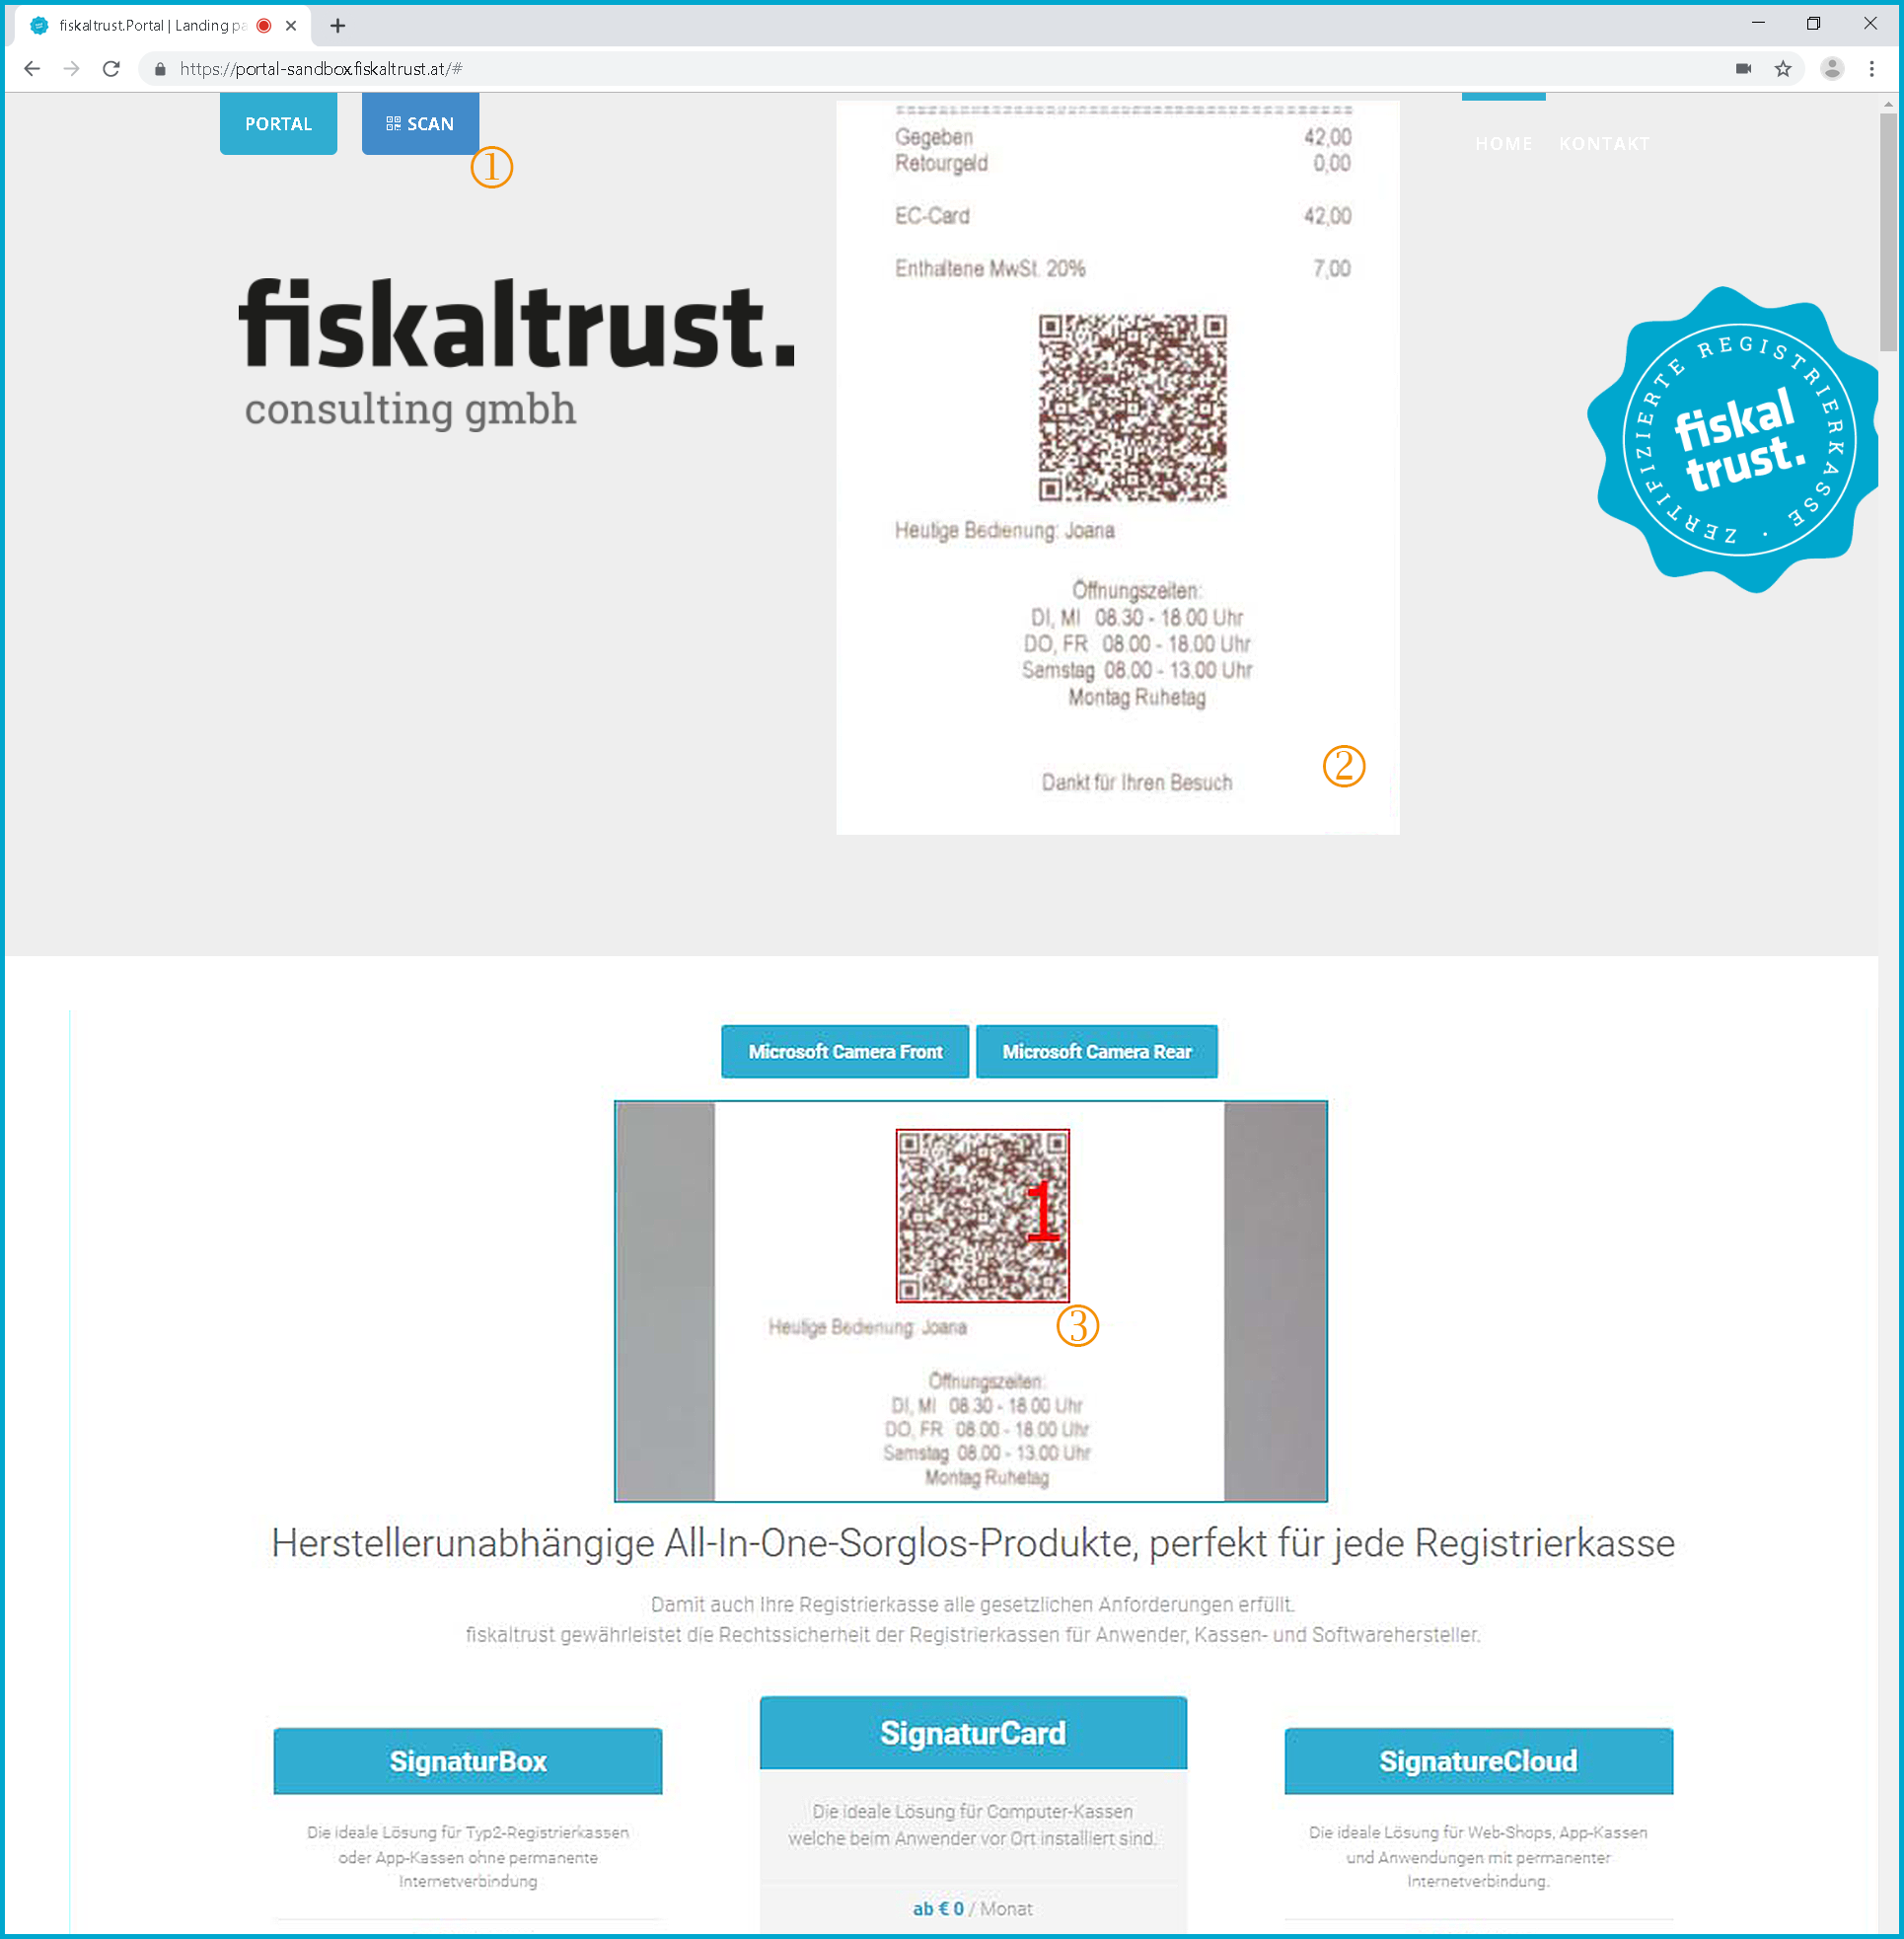 fiskaltrust.Portal | Landing pa
https://portal-sandbox.fiskaltrust.at/#
PORTAL
SCAN
①
HOME
KONTAKT
Gegeben 42,00
Retourgeld 0,00
EC-Card 42,00
Enthaltene MwSt. 20% 7,00
Heutige Bedienung: Joana
Öffnungszeiten:
DI, MI 08.30 - 18.00 Uhr
DO, FR 08.00 - 18.00 Uhr
Samstag 08.00 - 13.00 Uhr
Montag Ruhetag
②
Dankt für Ihren Besuch
fiskaltrust.
consulting gmbh
ZERTIFIZIERTE REGISTRIERKASSE ·
fiskal
trust.
Microsoft Camera Front
Microsoft Camera Rear
1
③
Heutige Bedienung: Joana
Öffnungszeiten:
DI, MI 08.30 - 18.00 Uhr
DO, FR 08.00 - 18.00 Uhr
Samstag 08.00 - 13.00 Uhr
Montag Ruhetag
Herstellerunabhängige All-In-One-Sorglos-Produkte, perfekt für jede Registrierkasse
Damit auch Ihre Registrierkasse alle gesetzlichen Anforderungen erfüllt.
fiskaltrust gewährleistet die Rechtssicherheit der Registrierkassen für Anwender, Kassen- und Softwarehersteller.
SignaturBox
Die ideale Lösung für Typ2-Registrierkassen
oder App-Kassen ohne permanente
Internetverbindung
SignaturCard
Die ideale Lösung für Computer-Kassen
welche beim Anwender vor Ort installiert sind.
ab € 0 / Monat
SignatureCloud
Die ideale Lösung für Web-Shops, App-Kassen
und Anwendungen mit permanenter
Internetverbindung.